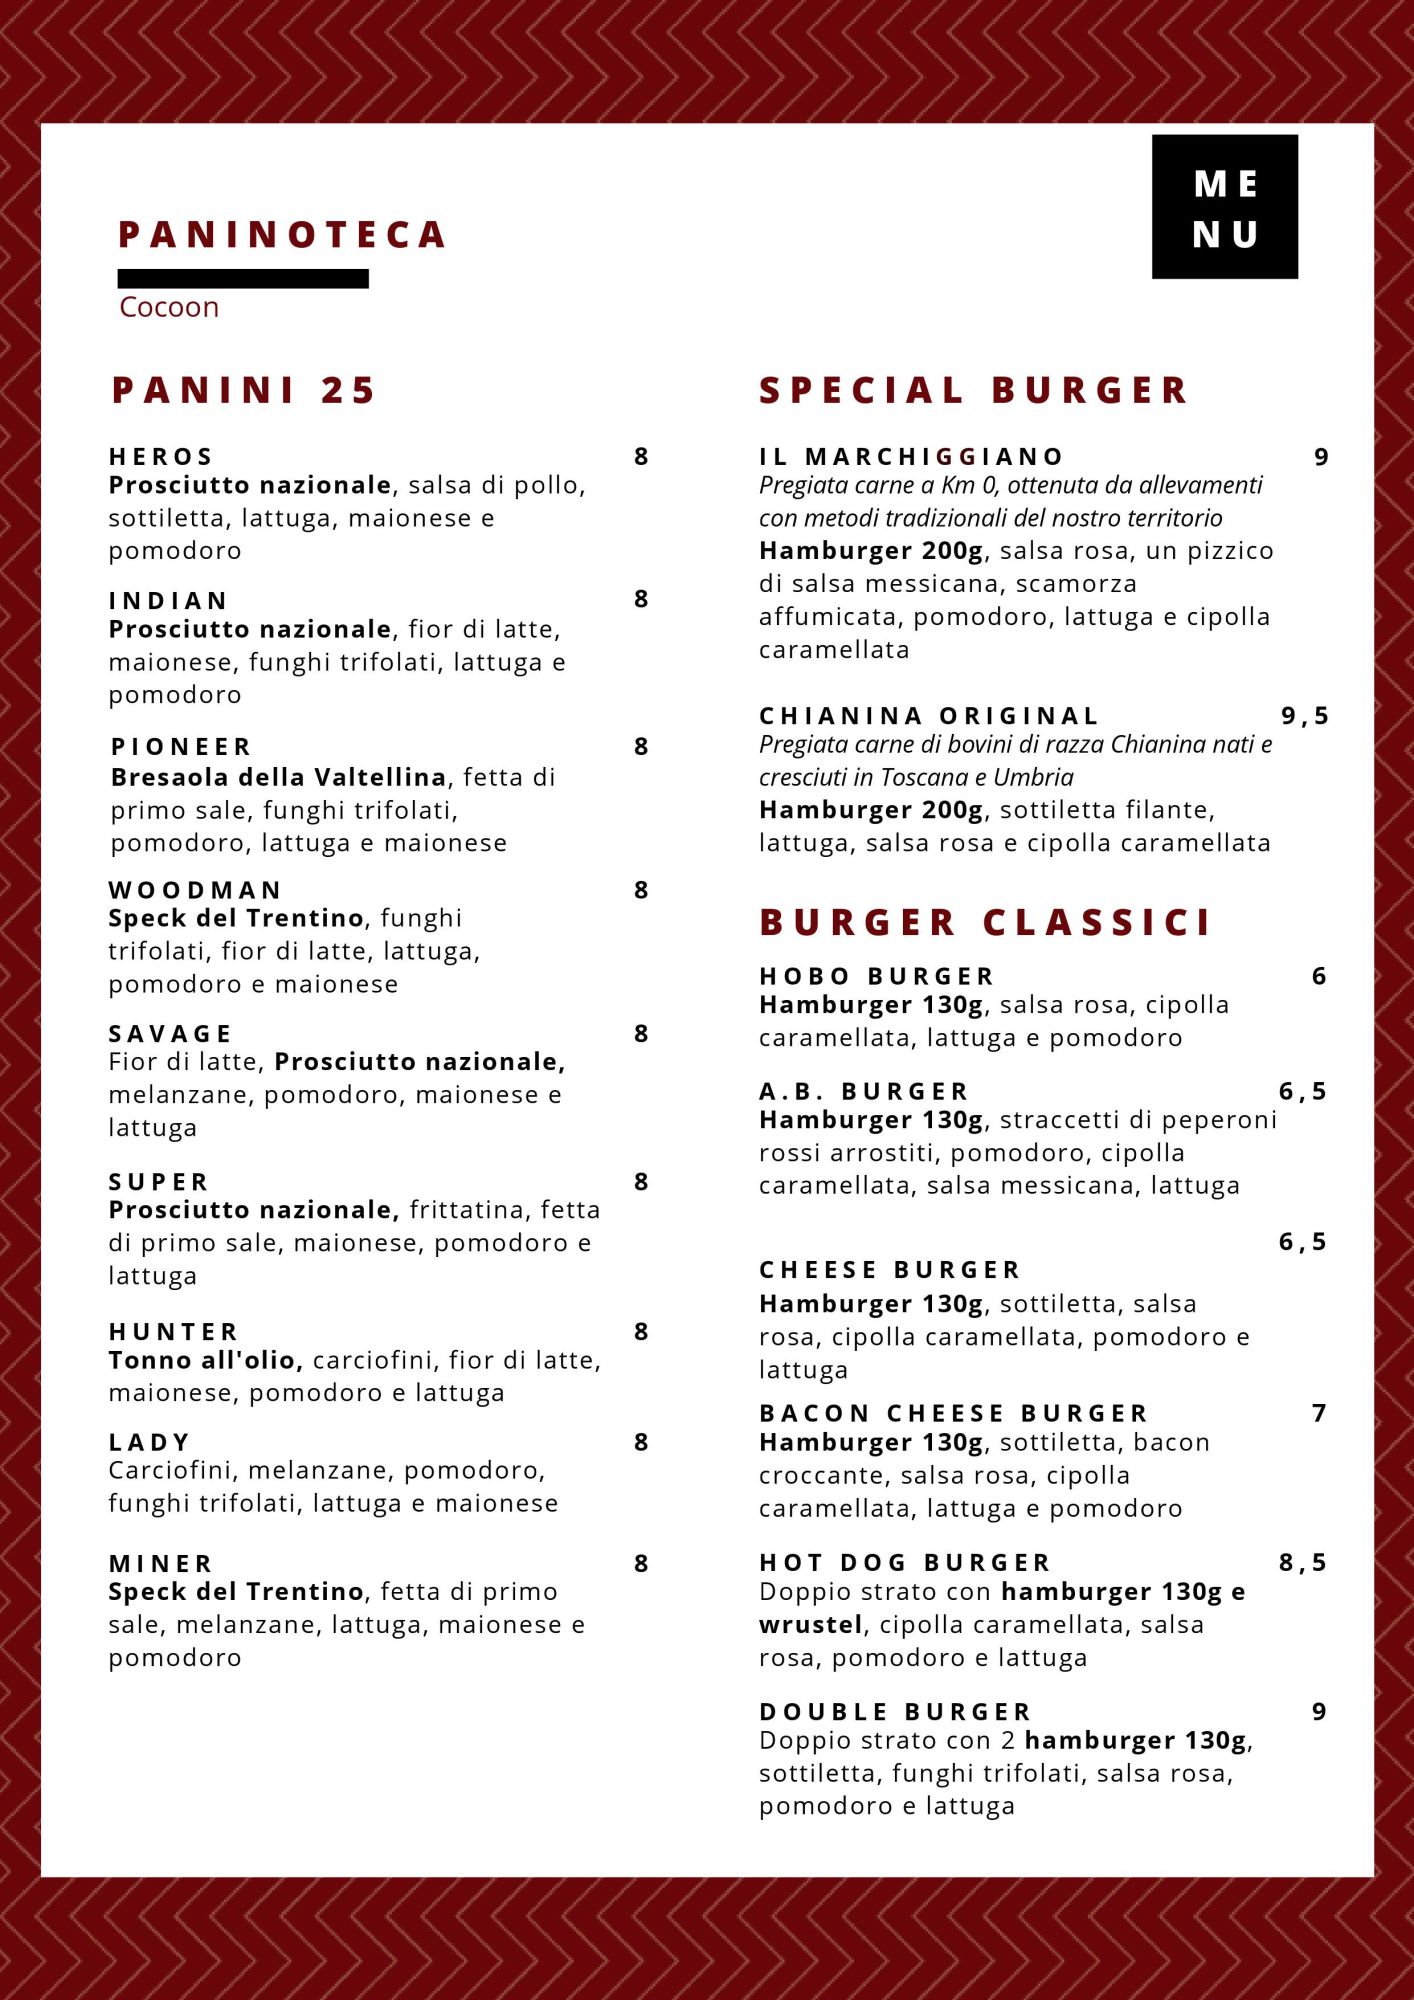 ME
NU
PANINOTECA
Cocoon
PANINI 25
HEROS 8
Prosciutto nazionale, salsa di pollo,
sottiletta, lattuga, maionese e
pomodoro
INDIAN 8
Prosciutto nazionale, fior di latte,
maionese, funghi trifolati, lattuga e
pomodoro
PIONEER 8
Bresaola della Valtellina, fetta di
primo sale, funghi trifolati,
pomodoro, lattuga e maionese
WOODMAN 8
Speck del Trentino, funghi
trifolati, fior di latte, lattuga,
pomodoro e maionese
SAVAGE 8
Fior di latte, Prosciutto nazionale,
melanzane, pomodoro, maionese e
lattuga
SUPER 8
Prosciutto nazionale, frittatina, fetta
di primo sale, maionese, pomodoro e
lattuga
HUNTER 8
Tonno all'olio, carciofini, fior di latte,
maionese, pomodoro e lattuga
LADY 8
Carciofini, melanzane, pomodoro,
funghi trifolati, lattuga e maionese
MINER 8
Speck del Trentino, fetta di primo
sale, melanzane, lattuga, maionese e
pomodoro
SPECIAL BURGER
IL MARCHIGGIANO 9
Pregiata carne a Km 0, ottenuta da allevamenti
con metodi tradizionali del nostro territorio
Hamburger 200g, salsa rosa, un pizzico
di salsa messicana, scamorza
affumicata, pomodoro, lattuga e cipolla
caramellata
CHIANINA ORIGINAL 9,5
Pregiata carne di bovini di razza Chianina nati e
cresciuti in Toscana e Umbria
Hamburger 200g, sottiletta filante,
lattuga, salsa rosa e cipolla caramellata
BURGER CLASSICI
HOBO BURGER 6
Hamburger 130g, salsa rosa, cipolla
caramellata, lattuga e pomodoro
A.B. BURGER 6,5
Hamburger 130g, straccetti di peperoni
rossi arrostiti, pomodoro, cipolla
caramellata, salsa messicana, lattuga
6,5
CHEESE BURGER
Hamburger 130g, sottiletta, salsa
rosa, cipolla caramellata, pomodoro e
lattuga
BACON CHEESE BURGER 7
Hamburger 130g, sottiletta, bacon
croccante, salsa rosa, cipolla
caramellata, lattuga e pomodoro
HOT DOG BURGER 8,5
Doppio strato con hamburger 130g e
wrustel, cipolla caramellata, salsa
rosa, pomodoro e lattuga
DOUBLE BURGER 9
Doppio strato con 2 hamburger 130g,
sottiletta, funghi trifolati, salsa rosa,
pomodoro e lattuga